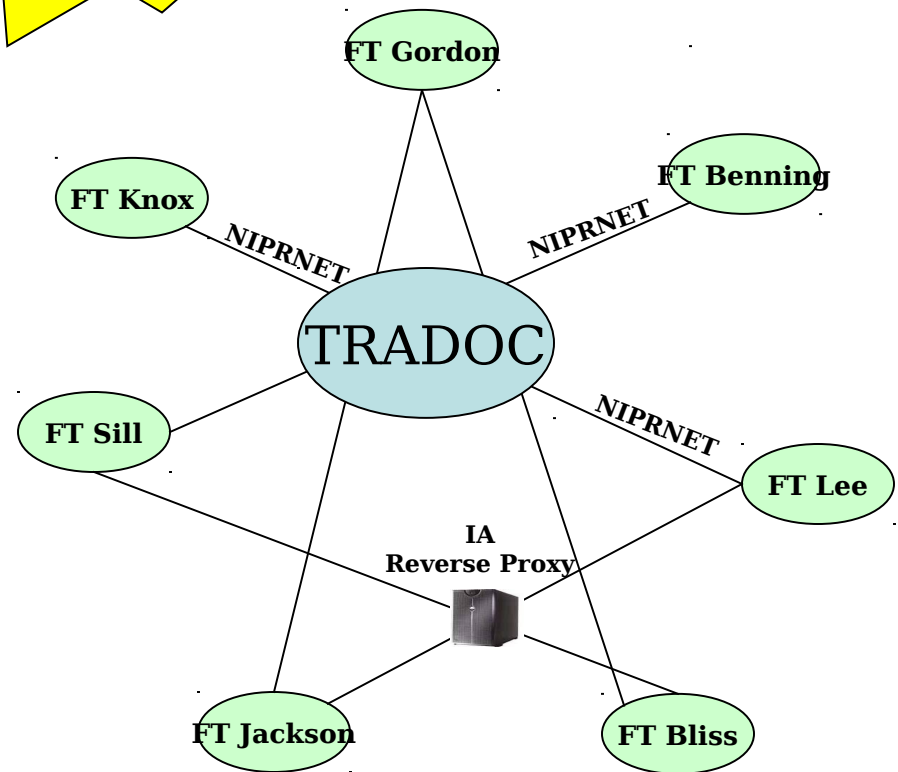 FT Gordon
FT Benning
FT Knox
NIPRNET
NIPRNET
TRADOC
NIPRNET
FT Sill
FT Lee
IA
Reverse Proxy
FT Jackson
FT Bliss